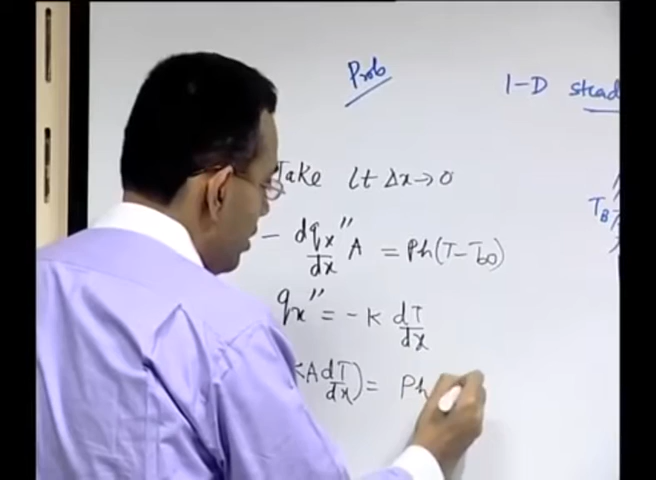 Prob
1-D stead
Take Lt Δx→0
T_B
- dq_x"/dx A = Ph(T-T_∞)
q_x" = -K dT/dx
KA dT/dx) = Ph